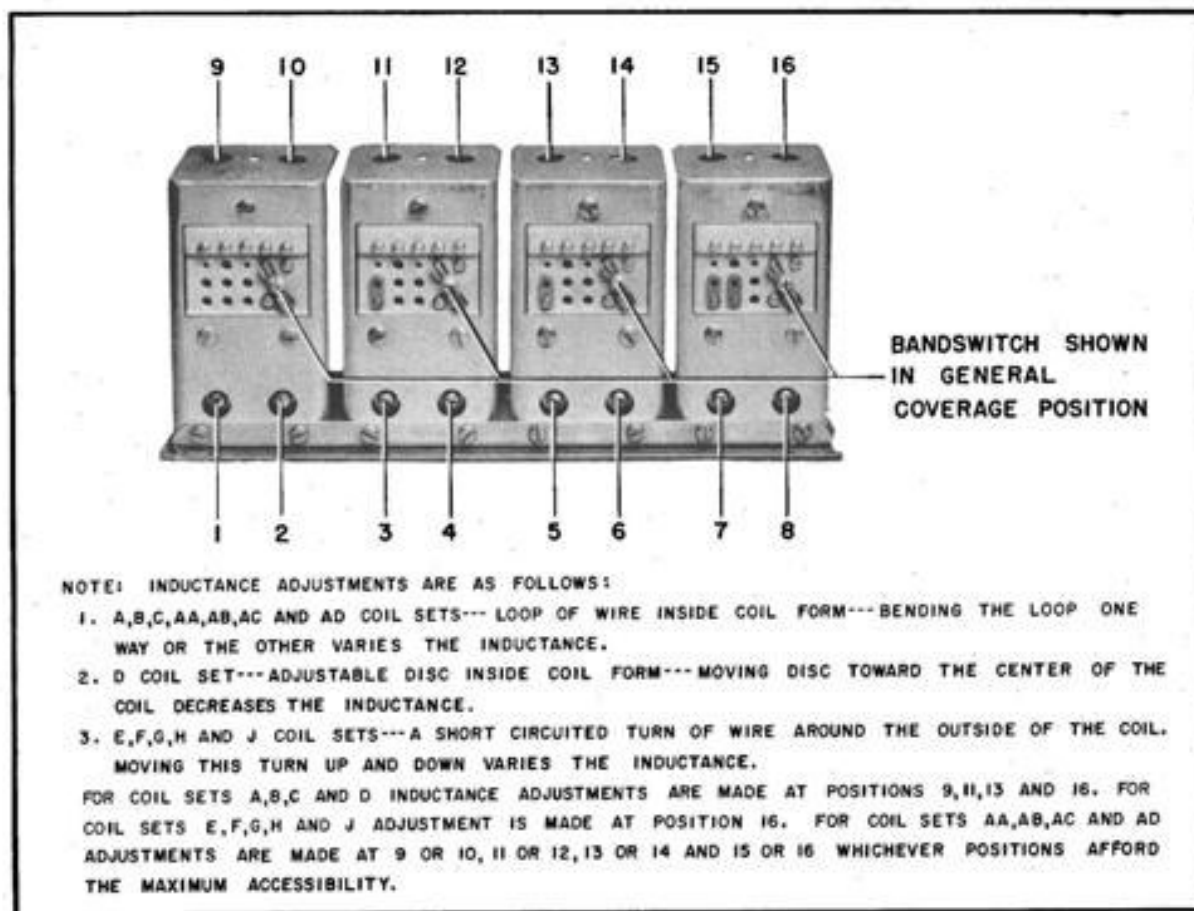 9 10 11 12 13 14 15 16
BANDSWITCH SHOWN
IN GENERAL
COVERAGE POSITION
1 2 3 4 5 6 7 8
NOTE: INDUCTANCE ADJUSTMENTS ARE AS FOLLOWS:
1. A,B,C,AA,AB,AC AND AD COIL SETS--- LOOP OF WIRE INSIDE COIL FORM---BENDING THE LOOP ONE
WAY OR THE OTHER VARIES THE INDUCTANCE.
2. D COIL SET---ADJUSTABLE DISC INSIDE COIL FORM---MOVING DISC TOWARD THE CENTER OF THE
COIL DECREASES THE INDUCTANCE.
3. E,F,G,H AND J COIL SETS---A SHORT CIRCUITED TURN OF WIRE AROUND THE OUTSIDE OF THE COIL.
MOVING THIS TURN UP AND DOWN VARIES THE INDUCTANCE.
FOR COIL SETS A,B,C AND D INDUCTANCE ADJUSTMENTS ARE MADE AT POSITIONS 9,11,13 AND 16. FOR
COIL SETS E,F,G,H AND J ADJUSTMENT IS MADE AT POSITION 16. FOR COIL SETS AA,AB,AC AND AD
ADJUSTMENTS ARE MADE AT 9 OR 10, 11 OR 12, 13 OR 14 AND 15 OR 16 WHICHEVER POSITIONS AFFORD
THE MAXIMUM ACCESSIBILITY.